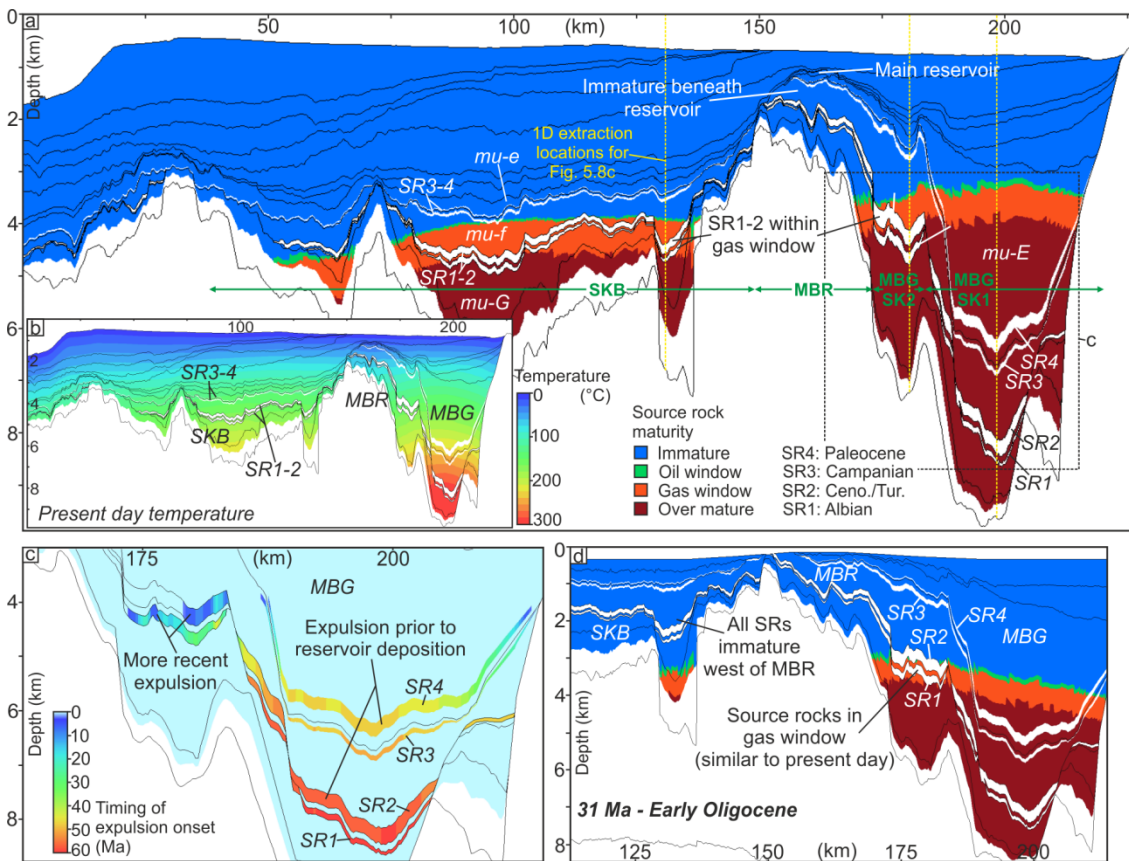 a
50
(km)
100
150
200
0
2
4
6
8
Depth (km)
Main reservoir
Immature beneath
reservoir
1D extraction
locations for
Fig. 5.8c
mu-e
SR3-4
mu-f
SR1-2
mu-G
SR1-2 within
gas window
mu-E
SKB
MBR
MBG
SK2
MBG
SK1
SR4
SR3
SR2
SR1
c
b
100
200
2
4
6
8
SR3-4
SKB
SR1-2
MBR
MBG
Present day temperature
Temperature
(°C)
0
100
200
300
Source rock
maturity
Immature
Oil window
Gas window
Over mature
SR4: Paleocene
SR3: Campanian
SR2: Ceno./Tur.
SR1: Albian
c
175
(km)
200
4
6
8
Depth (km)
MBG
More recent
expulsion
Expulsion prior to
reservoir deposition
SR4
SR3
SR2
SR1
0
10
20
30
40
50
60
Timing of
expulsion onset
(Ma)
d
0
2
4
6
8
Depth (km)
MBR
SKB
SR3
SR4
SR2
MBG
All SRs
immature
west of MBR
SR1
Source rocks in
gas window
(similar to present day)
31 Ma - Early Oligocene
125
150
(km)
175
200